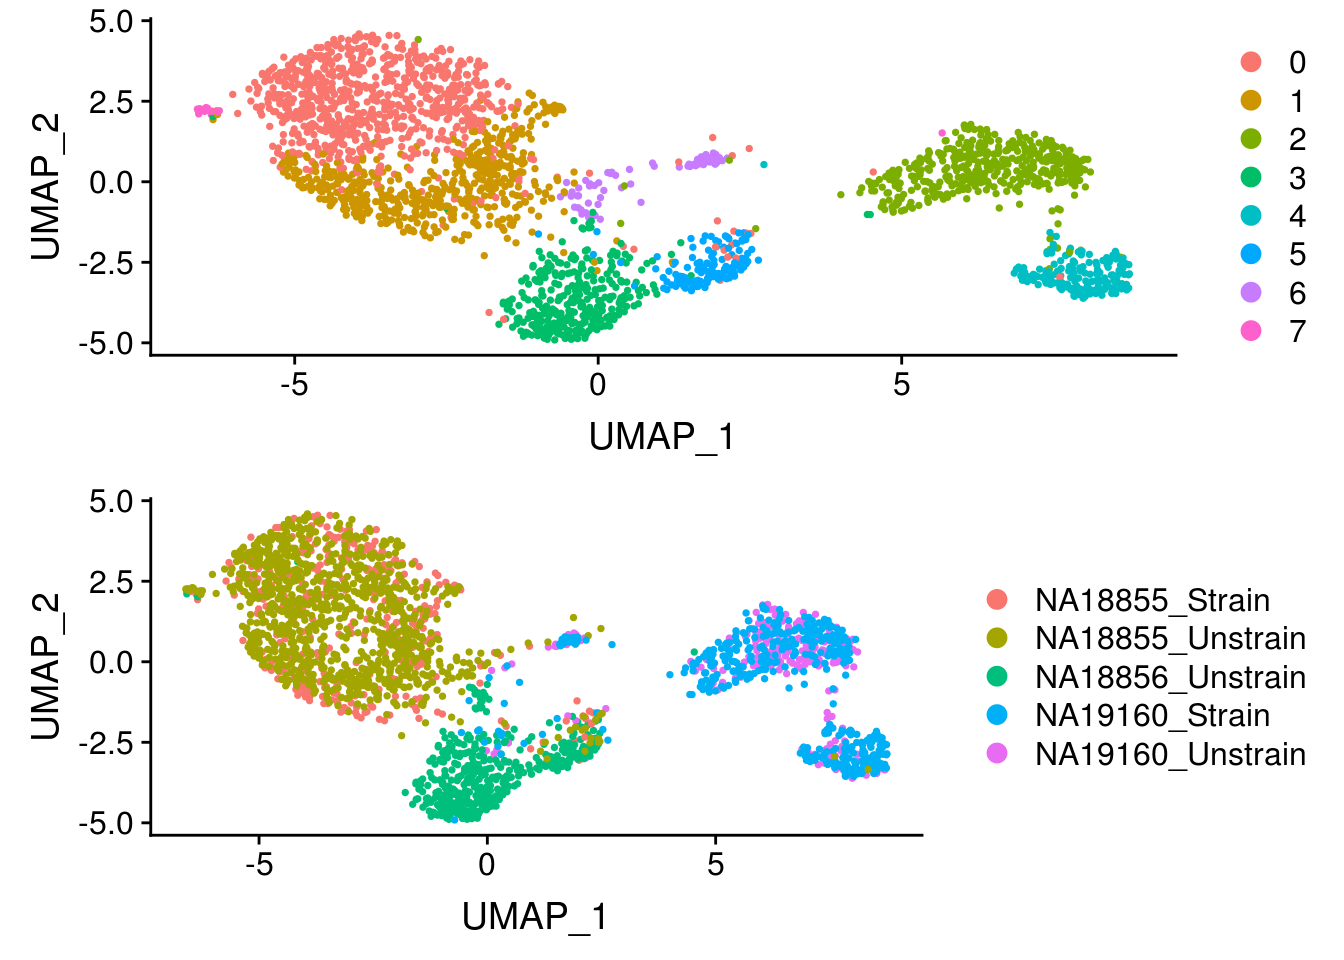 5.0
2.5
0.0
-2.5
-5.0
UMAP_2
-5 0 5
UMAP_1
0
1
2
3
4
5
6
7
5.0
2.5
0.0
-2.5
-5.0
UMAP_2
-5 0 5
UMAP_1
NA18855_Strain
NA18855_Unstrain
NA18856_Unstrain
NA19160_Strain
NA19160_Unstrain